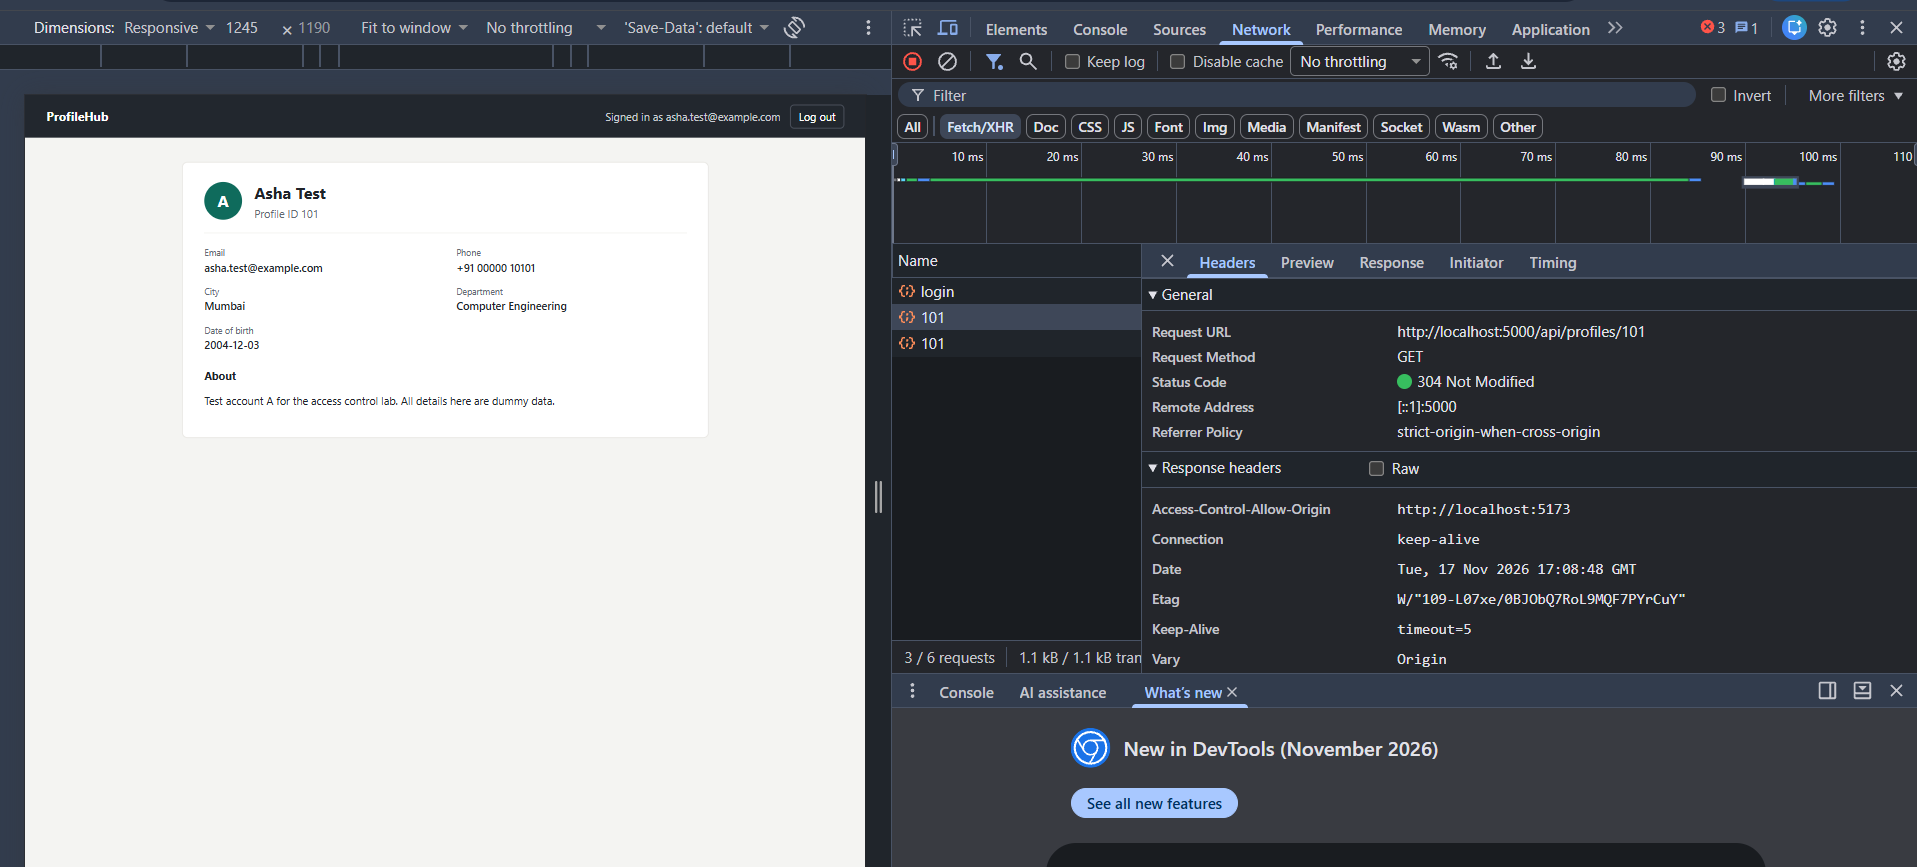 Dimensions: Responsive 1245 × 1190 Fit to window No throttling 'Save-Data': default
ProfileHub Signed in as asha.test@example.com Log out
A
Asha Test
Profile ID 101
Email Phone
asha.test@example.com +91 00000 10101
City Department
Mumbai Computer Engineering
Date of birth
2004-12-03
About
Test account A for the access control lab. All details here are dummy data.
Elements Console Sources Network Performance Memory Application 3 1
Keep log Disable cache No throttling
Filter Invert More filters
All Fetch/XHR Doc CSS JS Font Img Media Manifest Socket Wasm Other
10 ms 20 ms 30 ms 40 ms 50 ms 60 ms 70 ms 80 ms 90 ms 100 ms 110
Name
login
101
101
3 / 6 requests 1.1 kB / 1.1 kB tran
Headers Preview Response Initiator Timing
General
Request URL http://localhost:5000/api/profiles/101
Request Method GET
Status Code 304 Not Modified
Remote Address [::1]:5000
Referrer Policy strict-origin-when-cross-origin
Response headers Raw
Access-Control-Allow-Origin http://localhost:5173
Connection keep-alive
Date Tue, 17 Nov 2026 17:08:48 GMT
Etag W/"109-L07xe/0BJObQ7RoL9MQF7PYrCuY"
Keep-Alive timeout=5
Vary Origin
Console AI assistance What's new
New in DevTools (November 2026)
See all new features